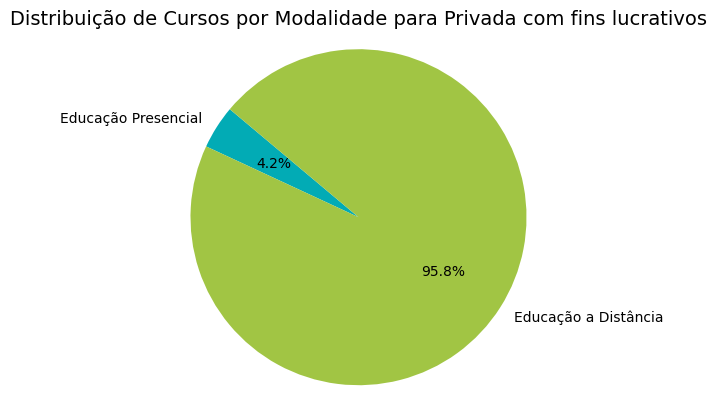 Distribuição de Cursos por Modalidade para Privada com fins lucrativos
Educação Presencial
4.2%
95.8%
Educação a Distância